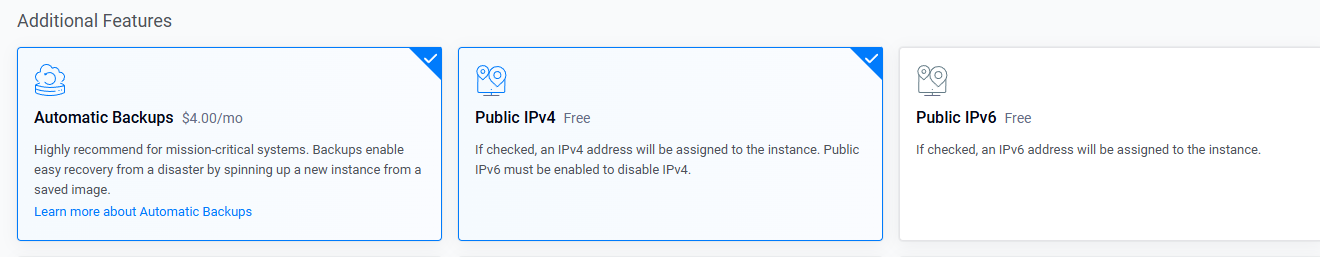 Additional Features
Automatic Backups $4.00/mo
Highly recommend for mission-critical systems. Backups enable
easy recovery from a disaster by spinning up a new instance from a
saved image.
Learn more about Automatic Backups
Public IPv4 Free
If checked, an IPv4 address will be assigned to the instance. Public
IPv6 must be enabled to disable IPv4.
Public IPv6 Free
If checked, an IPv6 address will be assigned to the instance.